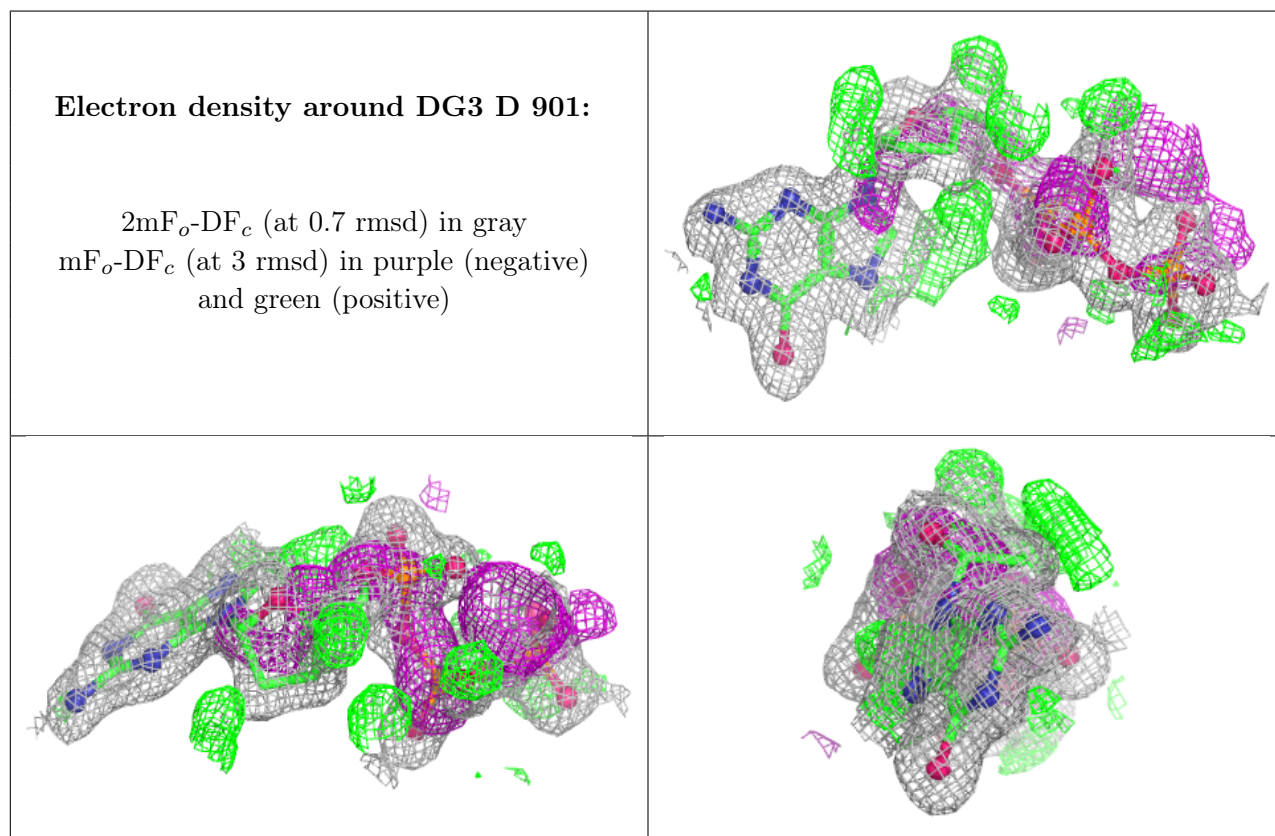 Electron density around DG3 D 901:
2mFo-DFc (at 0.7 rmsd) in gray
mFo-DFc (at 3 rmsd) in purple (negative)
and green (positive)